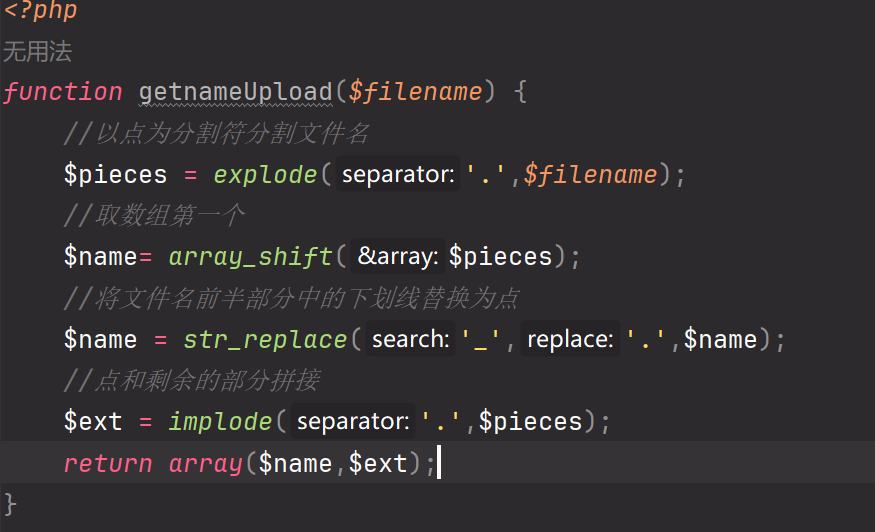 <?php
无用法
function getnameUpload($filename) {
//以点为分割符分割文件名
$pieces = explode( separator: '.',$filename);
//取数组第一个
$name= array_shift( &array: $pieces);
//将文件名前半部分中的下划线替换为点
$name = str_replace( search: '_', replace: '.',$name);
//点和剩余的部分拼接
$ext = implode( separator: '.',$pieces);
return array($name,$ext);
}